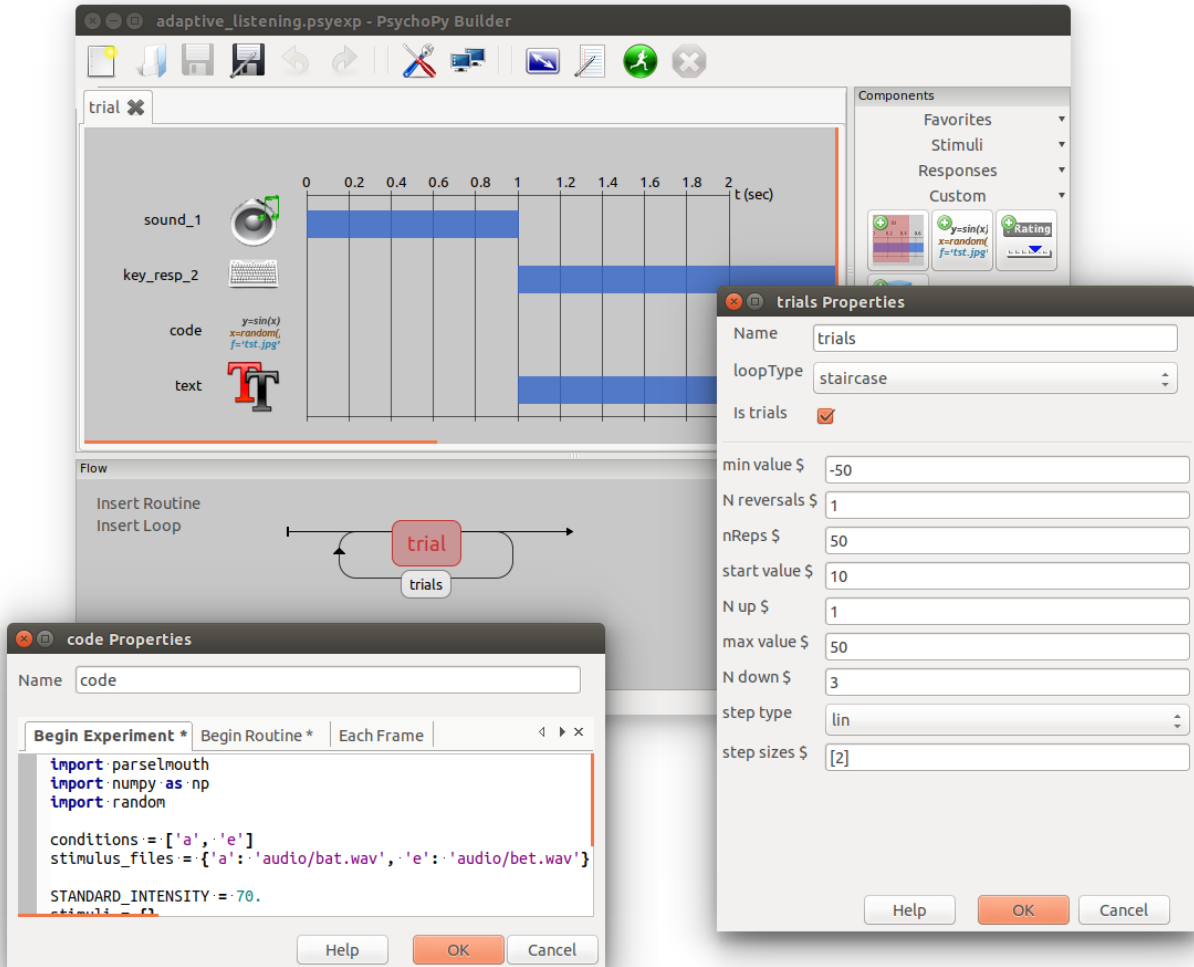 adaptive_listening.psyexp - PsychoPy Builder
trial
Components
Favorites
Stimuli
Responses
Custom
y=sin(x)
x=random(
f='tst.jpg'
Rating
0 0.2 0.4 0.6 0.8 1 1.2 1.4 1.6 1.8 2
t (sec)
sound_1
key_resp_2
code
y=sin(x)
x=random(,
f='tst.jpg'
text
TT
Flow
Insert Routine
Insert Loop
trial
trials
trials Properties
Name trials
loopType staircase
Is trials
min value $ -50
N reversals $ 1
nReps $ 50
start value $ 10
N up $ 1
max value $ 50
N down $ 3
step type lin
step sizes $ [2]
Help OK Cancel
code Properties
Name code
Begin Experiment * Begin Routine * Each Frame
import parselmouth
import numpy as np
import random
conditions = ['a', 'e']
stimulus_files = {'a': 'audio/bat.wav', 'e': 'audio/bet.wav'}
STANDARD_INTENSITY = 70.
stimuli = {}
Help OK Cancel